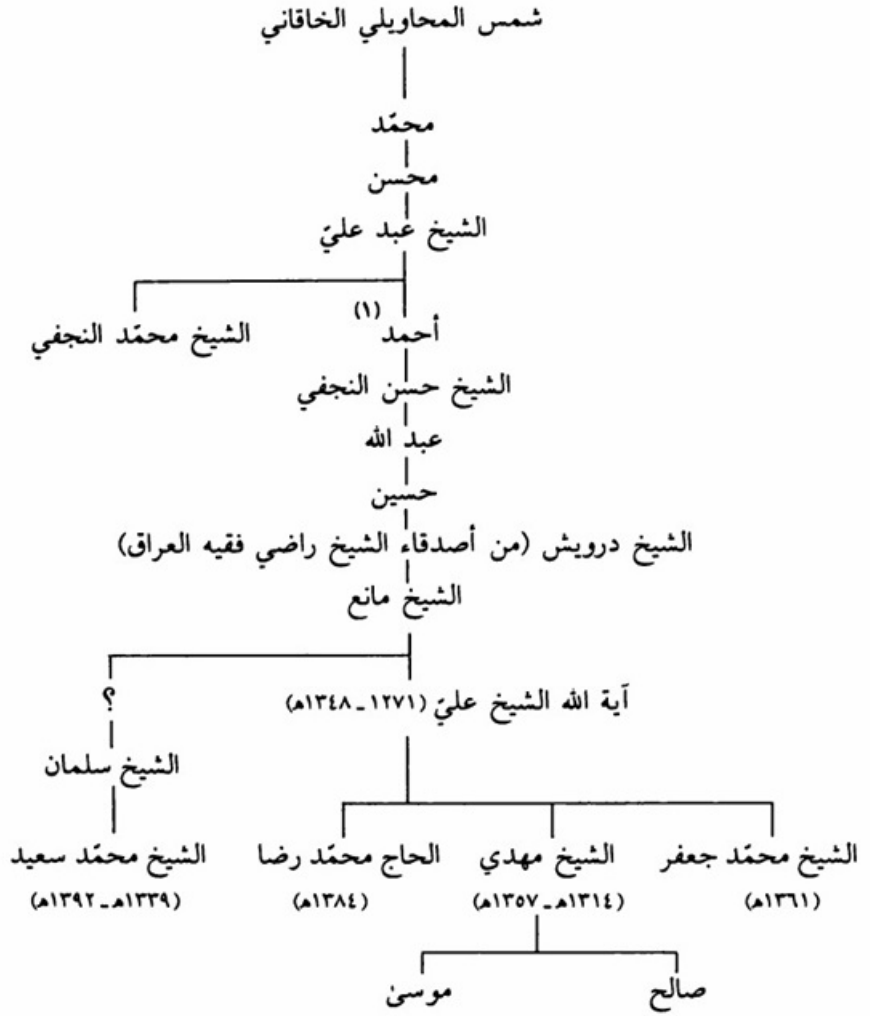 شمس المحاويلي الخاقاني
محمّد
محسن
الشيخ عبد عليّ
أحمد (١) الشيخ محمّد النجفي
الشيخ حسن النجفي
عبد الله
حسين
الشيخ درويش (من أصدقاء الشيخ راضي فقيه العراق)
الشيخ مانع
آية الله الشيخ عليّ (١٢٧١ـ١٣٤٨هـ) ؟
الشيخ سلمان
الشيخ محمّد جعفر الشيخ مهدي الحاج محمّد رضا الشيخ محمّد سعيد
(١٣٦١هـ) (١٣١٤هـ ـ ١٣٥٧هـ) (١٣٨٤هـ) (١٣٣٩هـ ـ ١٣٩٢هـ)
صالح موسىٰ